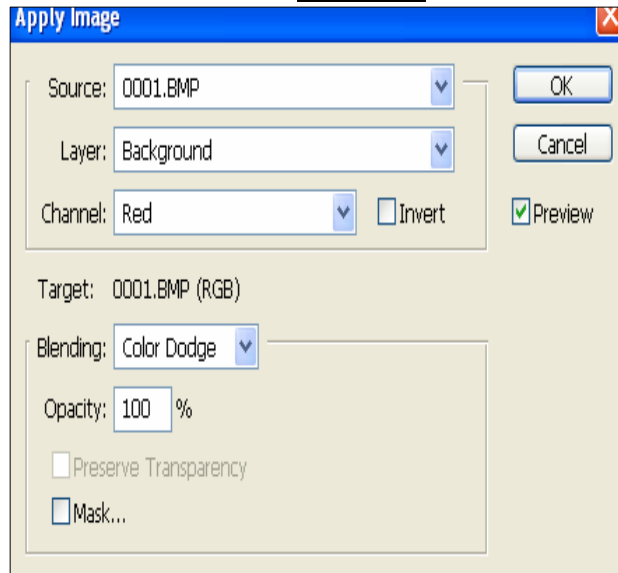 Apply Image
Source: 0001.BMP
OK
Layer: Background
Cancel
Channel: Red
Invert
Preview
Target: 0001.BMP (RGB)
Blending: Color Dodge
Opacity: 100 %
Preserve Transparency
Mask...